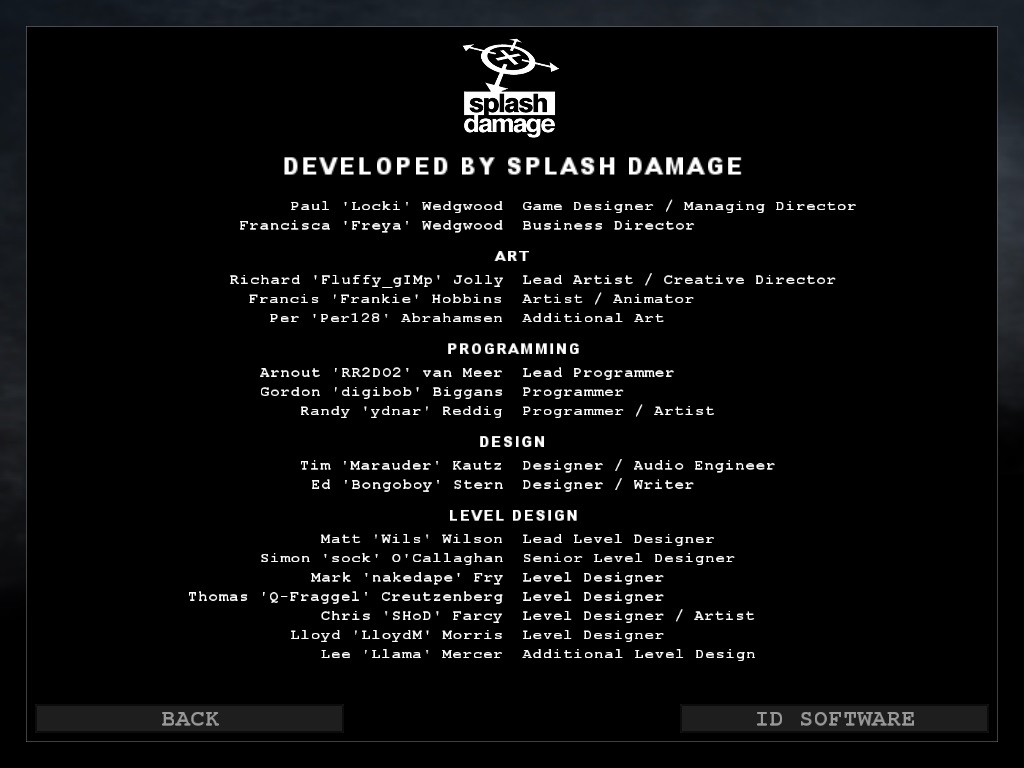 splash
damage
DEVELOPED BY SPLASH DAMAGE
Paul 'Locki' Wedgwood Game Designer / Managing Director
Francisca 'Freya' Wedgwood Business Director
ART
Richard 'Fluffy_gIMp' Jolly Lead Artist / Creative Director
Francis 'Frankie' Hobbins Artist / Animator
Per 'Per128' Abrahamsen Additional Art
PROGRAMMING
Arnout 'RR2DO2' van Meer Lead Programmer
Gordon 'digibob' Biggans Programmer
Randy 'ydnar' Reddig Programmer / Artist
DESIGN
Tim 'Marauder' Kautz Designer / Audio Engineer
Ed 'Bongoboy' Stern Designer / Writer
LEVEL DESIGN
Matt 'Wils' Wilson Lead Level Designer
Simon 'sock' O'Callaghan Senior Level Designer
Mark 'nakedape' Fry Level Designer
Thomas 'Q-Fraggel' Creutzenberg Level Designer
Chris 'SHoD' Farcy Level Designer / Artist
Lloyd 'LloydM' Morris Level Designer
Lee 'Llama' Mercer Additional Level Design
BACK ID SOFTWARE